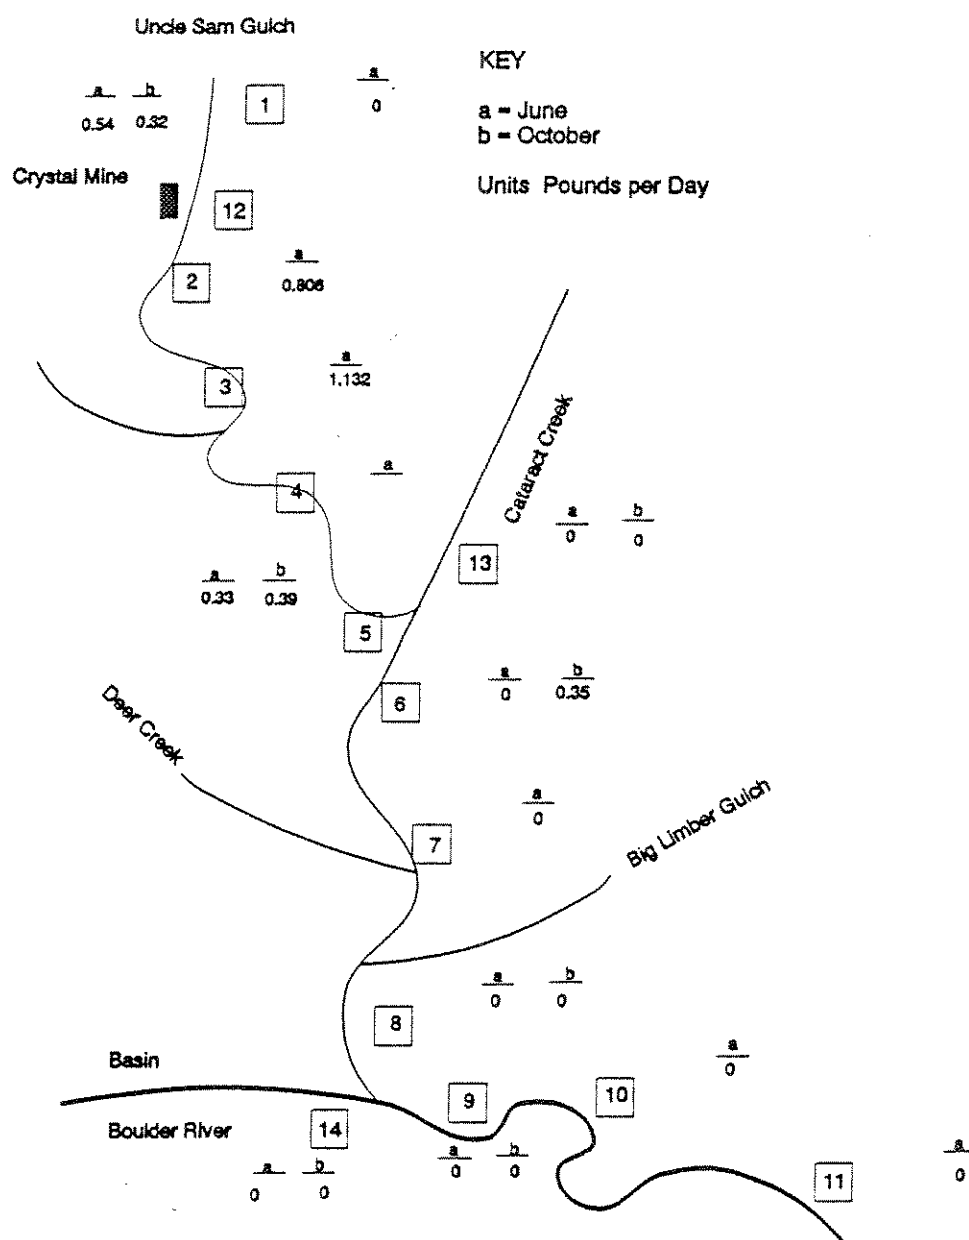 Uncle Sam Gulch
KEY
a = June
b = October
Units Pounds per Day
a b
0.54 0.32
1
a
0
Crystal Mine
12
2
a
0.806
3
a
1.132
4
a
Cataract Creek
13
a b
0 0
a b
0.33 0.39
5
6
a b
0 0.35
Deer Creek
7
a
0
Big Limber Gulch
8
a b
0 0
a
0
Basin
Boulder River
14
a b
0 0
9
a b
0 0
10
11
a
0